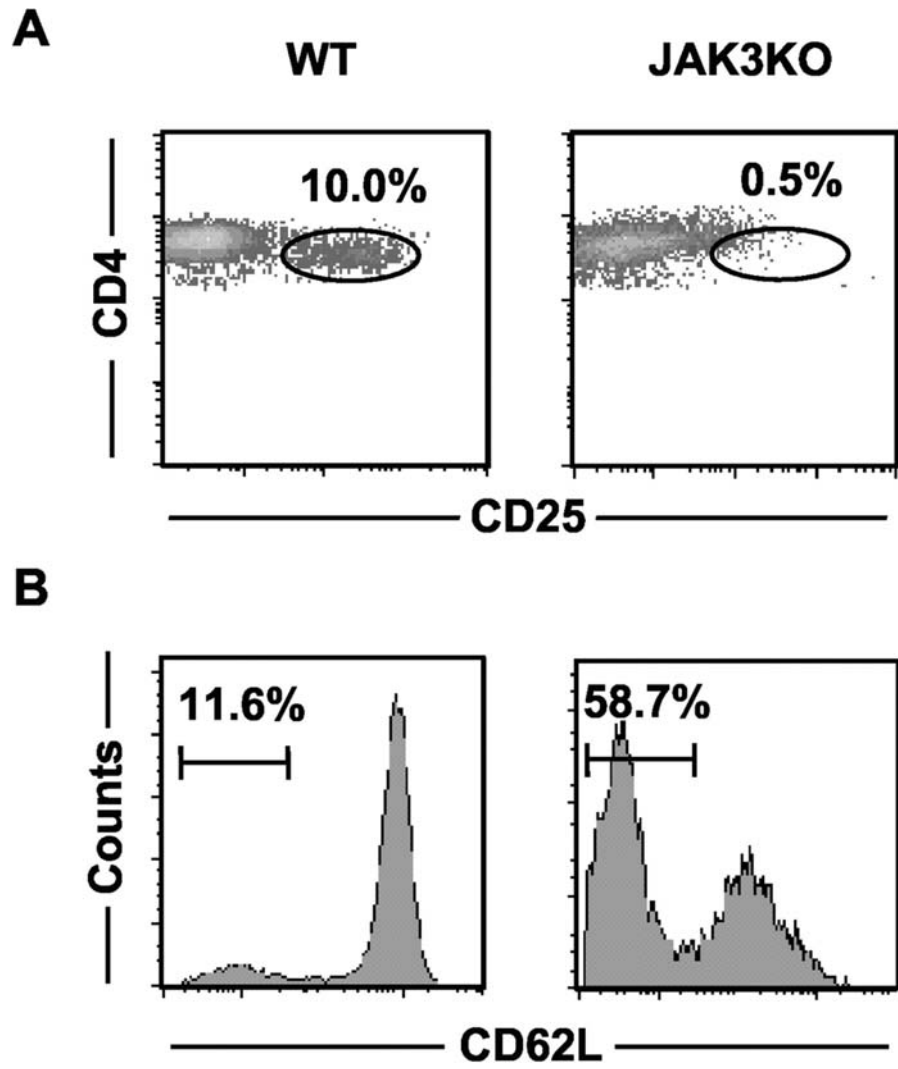 A
WT
JAK3KO
10.0%
0.5%
CD4
CD25
B
11.6%
58.7%
Counts
CD62L